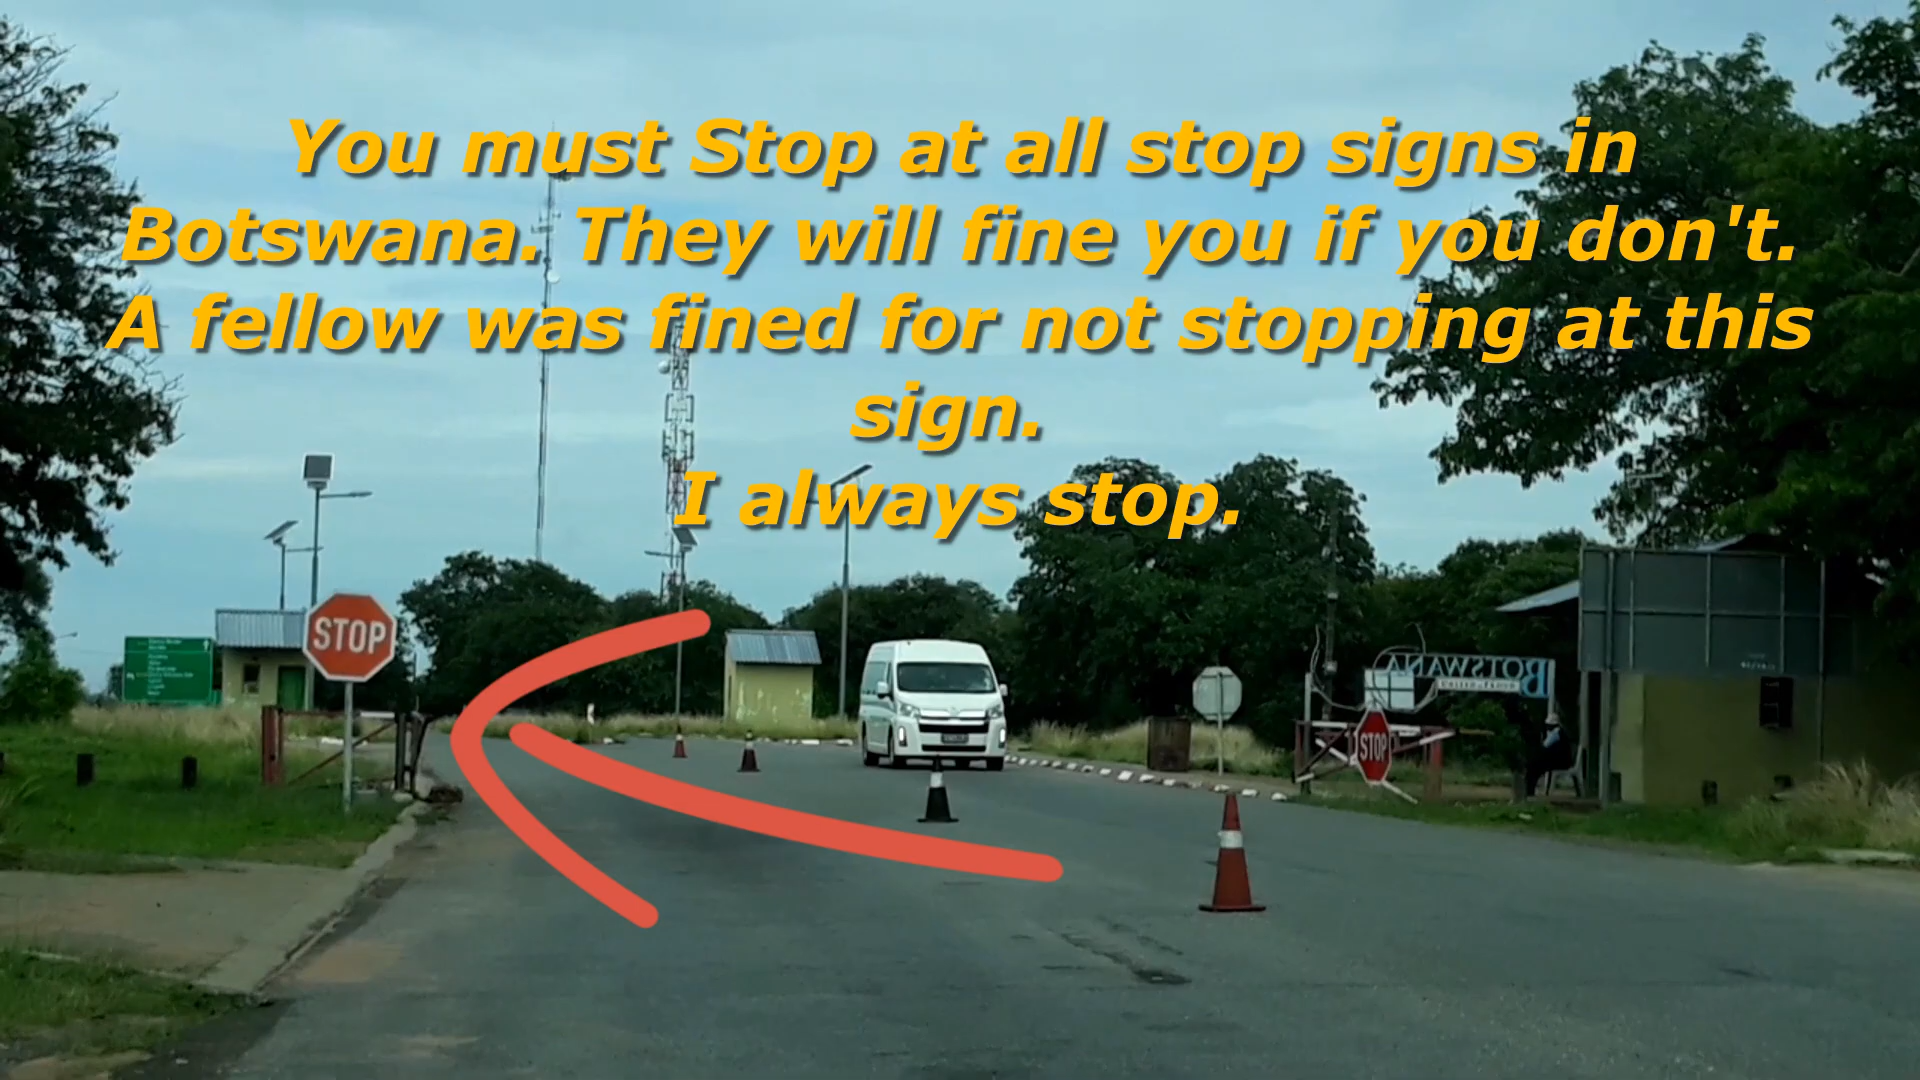 You must Stop at all stop signs in
Botswana. They will fine you if you don't.
A fellow was fined for not stopping at this
sign.
I always stop.
STOP
BOTSWANA
STOP